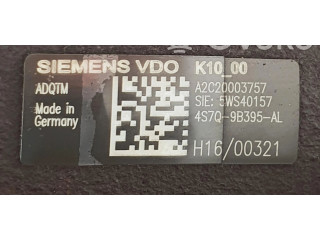 SIEMENS VDO K10_00
ADQTM A2C20003757
Made in SIE: 5WS40157
Germany 4S7Q-9B395-AL
H16/00321